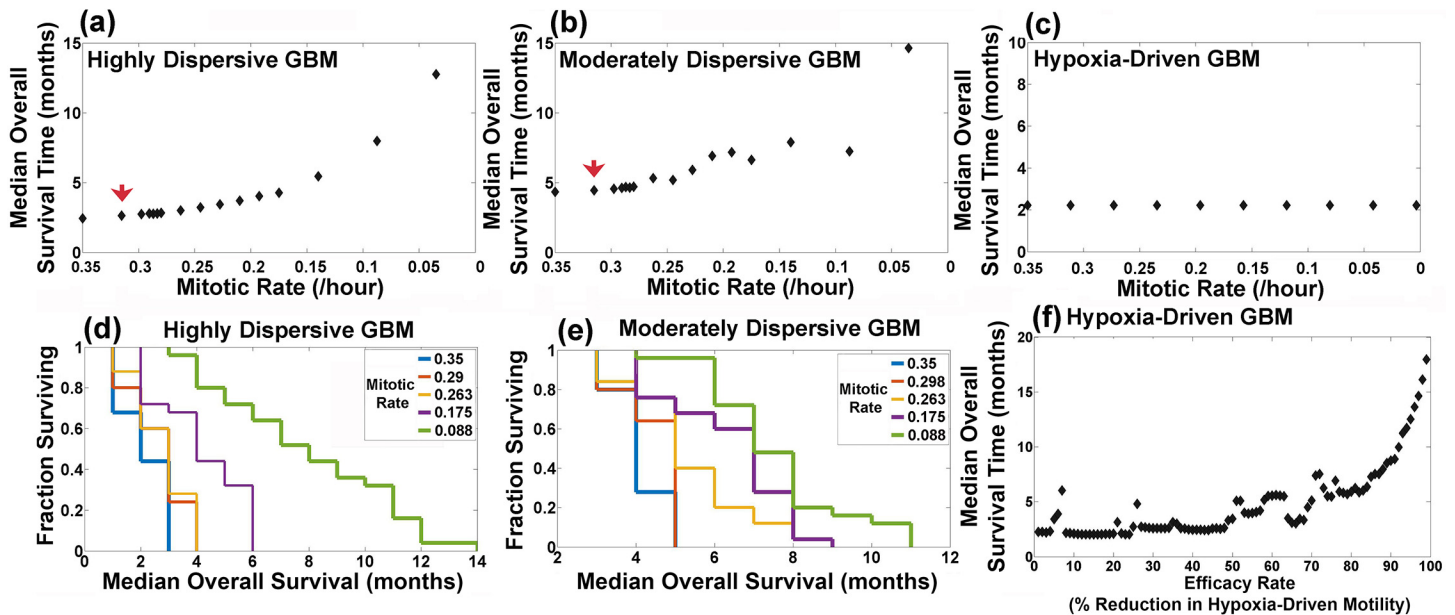 (a)
Highly Dispersive GBM
Median Overall
Survival Time (months)
15
10
5
0
0.35
0.3
0.25
0.2
0.15
0.1
0.05
0
Mitotic Rate (/hour)
(b)
Moderately Dispersive GBM
Median Overall
Survival Time (months)
15
10
5
0
0.35
0.3
0.25
0.2
0.15
0.1
0.05
0
Mitotic Rate (/hour)
(c)
Hypoxia-Driven GBM
Median Overall
Survival Time (months)
10
8
6
4
2
0
0.35
0.3
0.25
0.2
0.15
0.1
0.05
0
Mitotic Rate (/hour)
(d)
Highly Dispersive GBM
Fraction Surviving
1
0.8
0.6
0.4
0.2
0
Mitotic
Rate
0.35
0.29
0.263
0.175
0.088
0
2
4
6
8
10
12
14
Median Overall Survival (months)
(e)
Moderately Dispersive GBM
Fraction Surviving
1
0.8
0.6
0.4
0.2
0
Mitotic
Rate
0.35
0.298
0.263
0.175
0.088
2
4
6
8
10
12
Median Overall Survival (months)
(f)
Hypoxia-Driven GBM
Median Overall
Survival Time (months)
20
15
10
5
0
0
10
20
30
40
50
60
70
80
90
100
Efficacy Rate
(% Reduction in Hypoxia-Driven Motility)